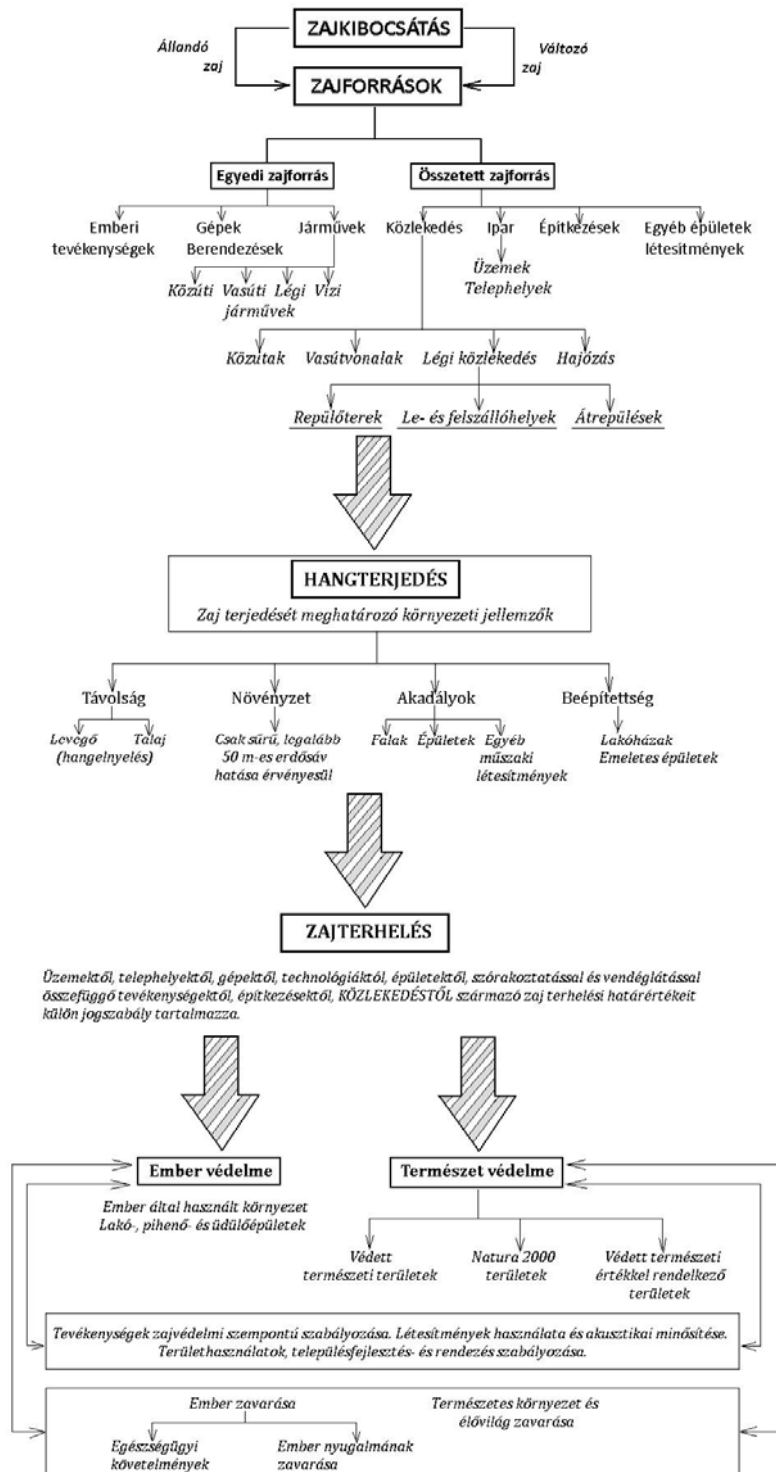 ZAJKIBOCSÁTÁS
Állandó
zaj
Változó
zaj
ZAJFORRÁSOK
Egyedi zajforrás
Összetett zajforrás
Emberi
tevékenységek
Gépek
Berendezések
Járművek
Közlekedés
Ipar
Építkezések
Egyéb épületek
létesítmények
Közúti Vasúti Légi Vízi
járművek
Üzemek
Telephelyek
Közutak
Vasútvonalak
Légi közlekedés
Hajózás
Repülőterek
Le- és felszállóhelyek
Átrepülések
HANGTERJEDÉS
Zaj terjedését meghatározó környezeti jellemzők
Távolság
Növényzet
Akadályok
Beépítettség
Levegő Talaj
(hangelnyelés)
Csak sűrű, legalább
50 m-es erdősáv
hatása érvényesül
Falak
Épületek
Egyéb
műszaki
létesítmények
Lakóházak
Emeletes épületek
ZAJTERHELÉS
Üzemektől, telephelyektől, gépektől, technológiáktól, épületektől, szórakoztatással és vendéglátással
összefüggő tevékenységektől, építkezésektől, KÖZLEKEDÉSTŐL származó zaj terhelési határértékeit
külön jogszabály tartalmazza.
Ember védelme
Természet védelme
Ember által használt környezet
Lakó-, pihenő- és üdülőépületek
Védett
természeti területek
Natura 2000
területek
Védett természeti
értékkel rendelkező
területek
Tevékenységek zajvédelmi szempontú szabályozása. Létesítmények használata és akusztikai minősítése.
Területhasználatok, településfejlesztés- és rendezés szabályozása.
Ember zavarása
Természetes környezet és
élővilág zavarása
Egészségügyi
követelmények
Ember nyugalmának
zavarása